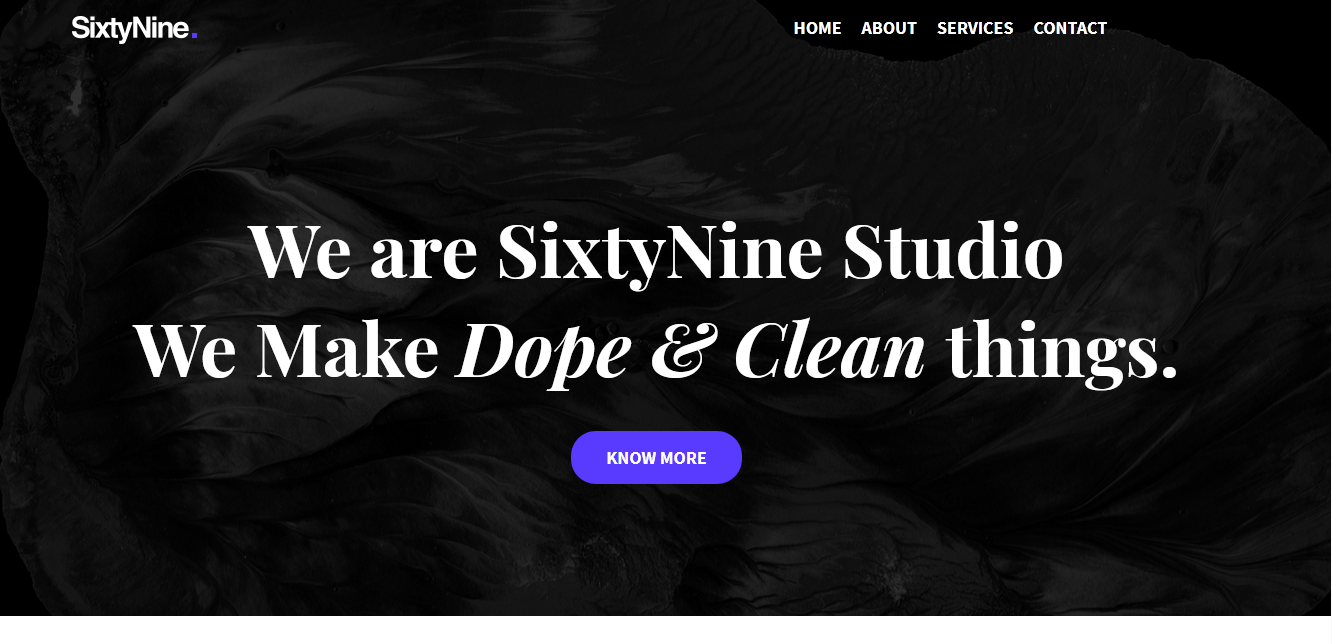 SixtyNine.
HOME ABOUT SERVICES CONTACT
We are SixtyNine Studio
We Make Dope & Clean things.
KNOW MORE